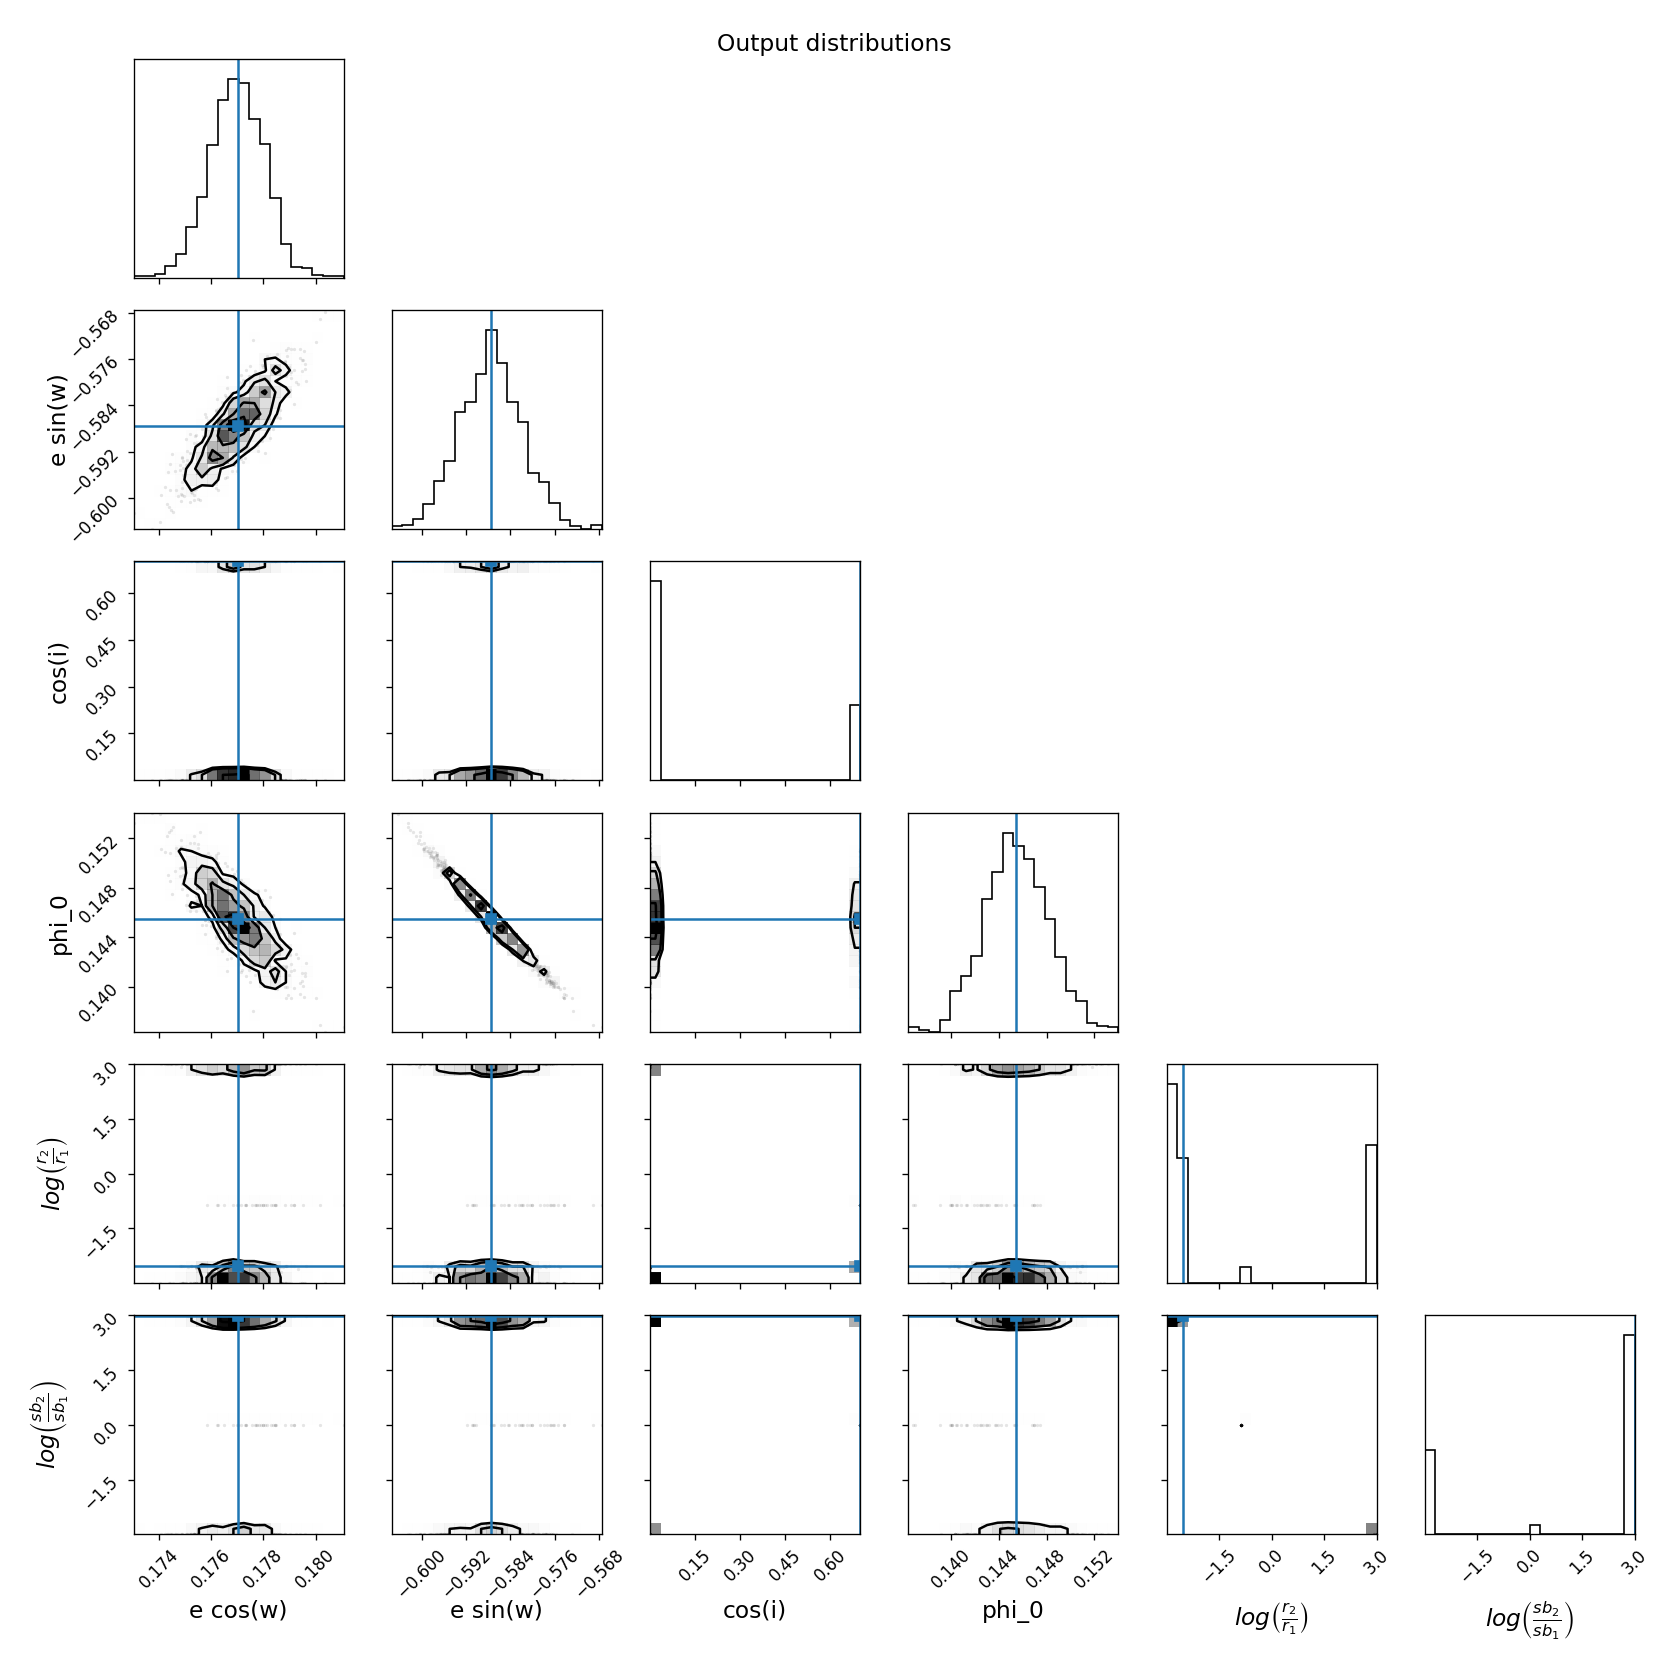 Output distributions
e sin(w)
−0.568
−0.576
−0.584
−0.592
−0.600
cos(i)
0.60
0.45
0.30
0.15
phi_0
0.152
0.148
0.144
0.140
log(r2/r1)
3.0
1.5
0.0
−1.5
log(sb2/sb1)
3.0
1.5
0.0
−1.5
0.174 0.176 0.178 0.180
−0.600 −0.592 −0.584 −0.576 −0.568
0.15 0.30 0.45 0.60
0.140 0.144 0.148 0.152
−1.5 0.0 1.5 3.0
−1.5 0.0 1.5 3.0
e cos(w) e sin(w) cos(i) phi_0 log(r2/r1) log(sb2/sb1)